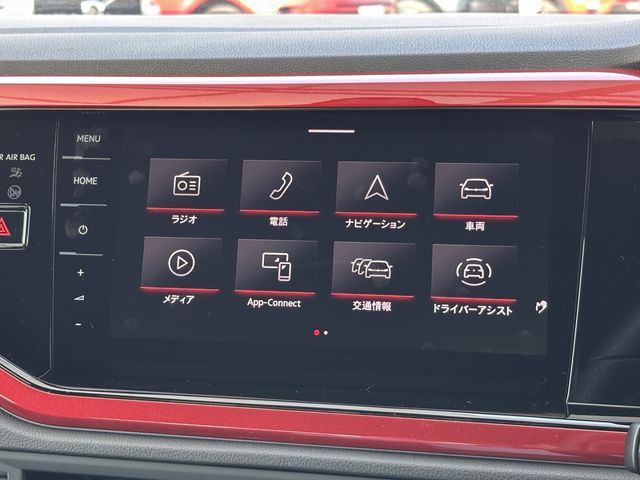 MENU
R AIR BAG
HOME
ラジオ
電話
ナビゲーション
車両
+
-
メディア
App-Connect
交通情報
ドライバーアシスト